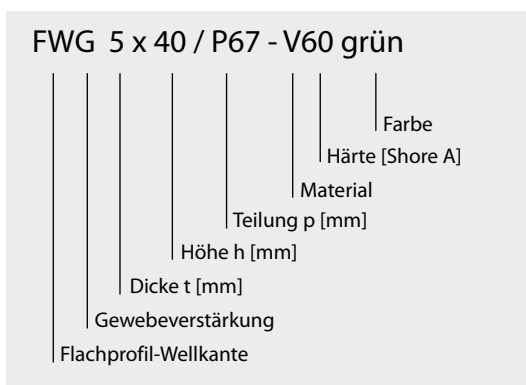 FWG 5 x 40 / P67 - V60 grün
Farbe
Härte [Shore A]
Material
Teilung p [mm]
Höhe h [mm]
Dicke t [mm]
Gewebeverstärkung
Flachprofil-Wellkante